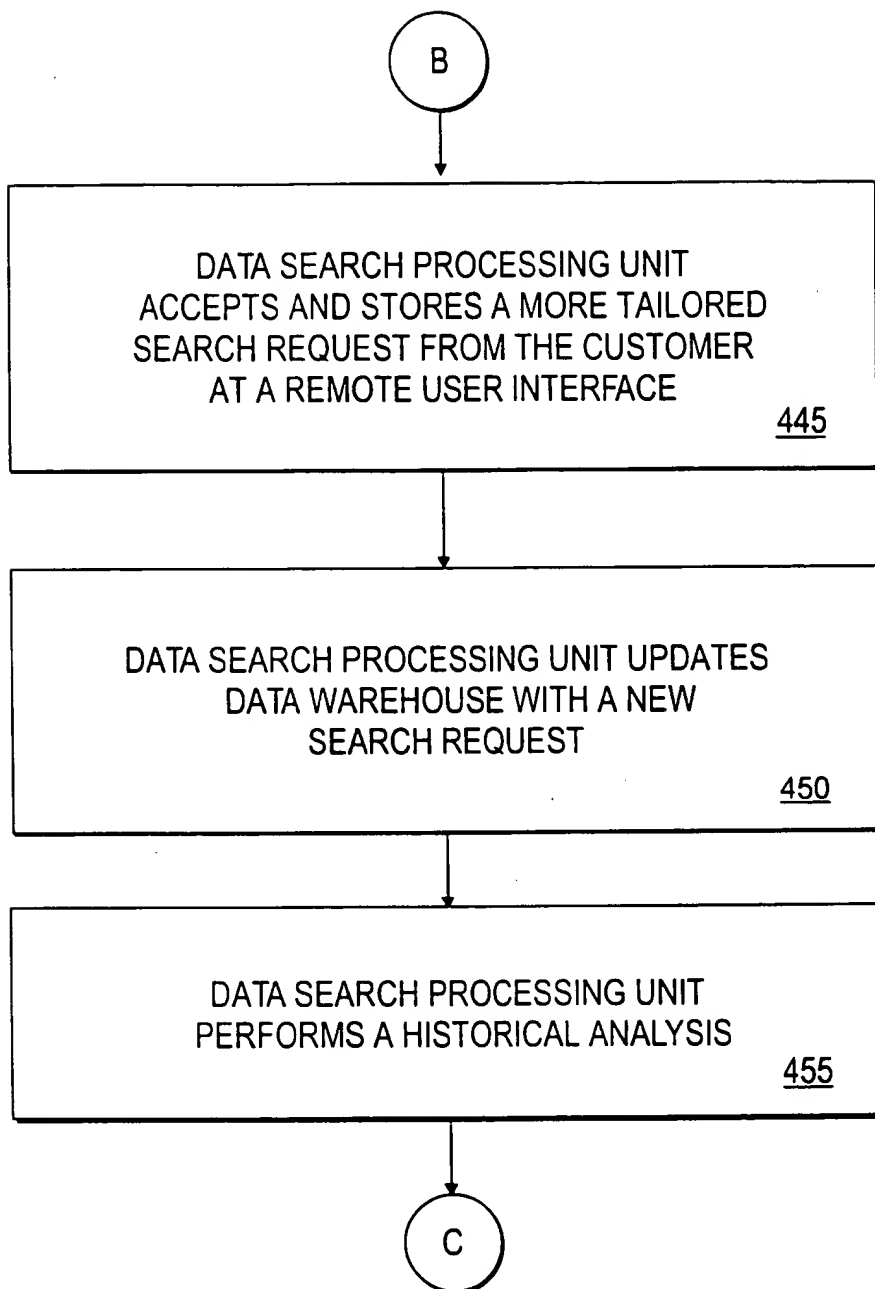 B
DATA SEARCH PROCESSING UNIT
ACCEPTS AND STORES A MORE TAILORED
SEARCH REQUEST FROM THE CUSTOMER
AT A REMOTE USER INTERFACE
445
DATA SEARCH PROCESSING UNIT UPDATES
DATA WAREHOUSE WITH A NEW
SEARCH REQUEST
450
DATA SEARCH PROCESSING UNIT
PERFORMS A HISTORICAL ANALYSIS
455
C